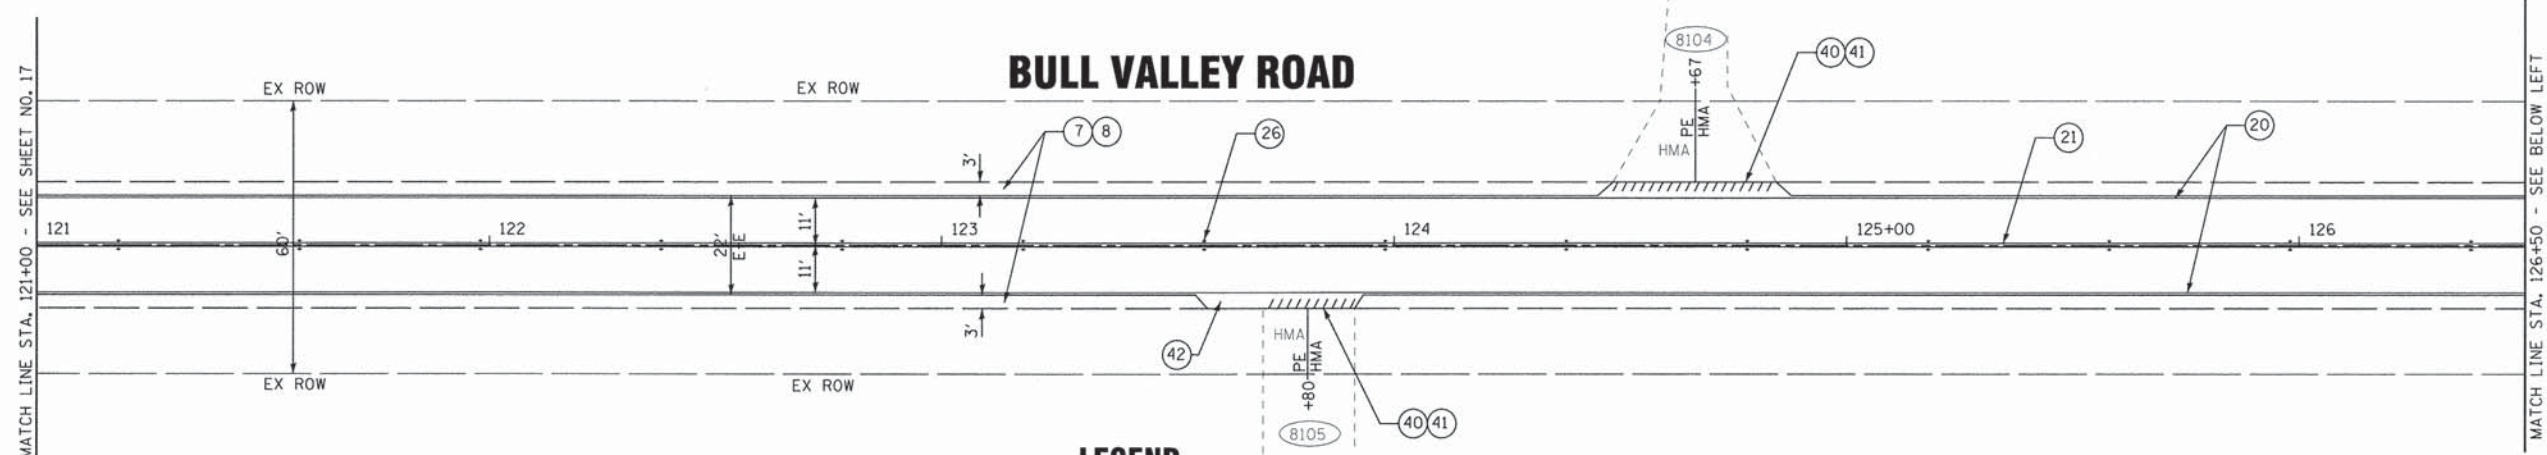 BULL VALLEY ROAD
MATCH LINE STA. 121+00 - SEE SHEET NO. 17
MATCH LINE STA. 126+50 - SEE BELOW LEFT
8104
+67
PE
HMA
HMA
40 41
EX ROW
EX ROW
7 8
26
21
20
3'
60'
22'
E-E
11'
11'
121
122
123
124
125+00
126
3'
42
HMA
PE
HMA
+80
8105
40 41
EX ROW
EX ROW
LEGEND